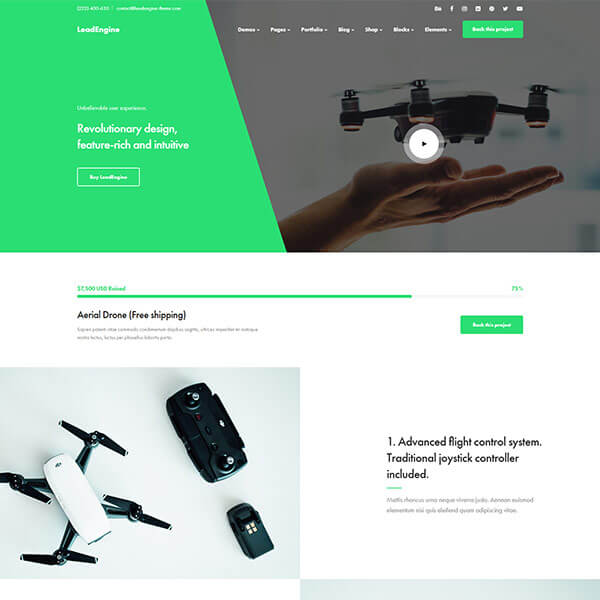 (222) 400-630
contact@leadengine-theme.com
LeadEngine
Demos Pages Portfolio Blog Shop Blocks Elements
Back this project
Unbelievable user experience.
Revolutionary design,
feature-rich and intuitive
Buy LeadEngine
$7,500 USD Raised
75%
Aerial Drone (Free shipping)
Sapien potenti vitae commodo condimentum dapibus sagittis, ultrices imperdiet mi natoque
nostra lectus, luctus per phasellus lobortis porta.
Back this project
1. Advanced flight control system.
Traditional joystick controller
included.
Mattis rhoncus urna neque viverra justo. Aenean euismod
elementum nisi quis eleifend quam adipiscing vitae.